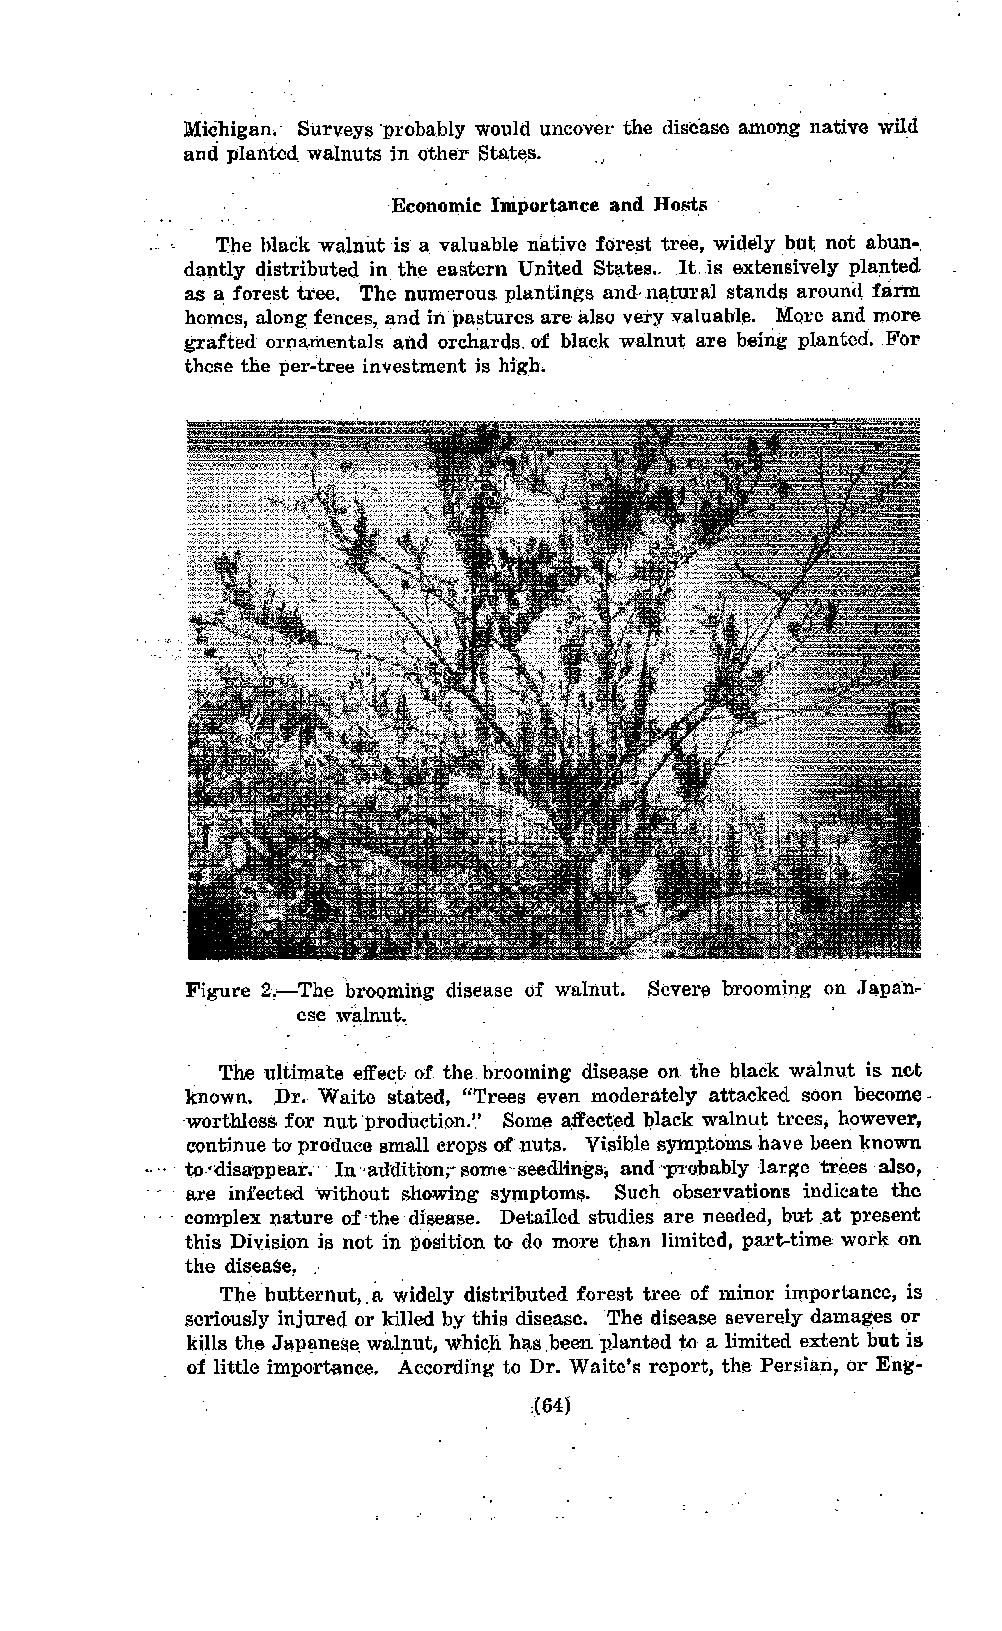 Michigan. Surveys probably would uncover the disease among native wild
and planted walnuts in other States.
Economic Importance and Hosts
The black walnut is a valuable native forest tree, widely but not abun-
dantly distributed in the eastern United States. It is extensively planted
as a forest tree. The numerous plantings and natural stands around farm
homes, along fences, and in pastures are also very valuable. More and more
grafted ornamentals and orchards of black walnut are being planted. For
these the per-tree investment is high.
Figure 2.—The brooming disease of walnut. Severe brooming on Japan-
ese walnut.
The ultimate effect of the brooming disease on the black walnut is not
known. Dr. Waite stated, “Trees even moderately attacked soon become
worthless for nut production.” Some affected black walnut trees, however,
continue to produce small crops of nuts. Visible symptoms have been known
to disappear. In addition, some seedlings, and probably large trees also,
are infected without showing symptoms. Such observations indicate the
complex nature of the disease. Detailed studies are needed, but at present
this Division is not in position to do more than limited, part-time work on
the disease.
The butternut, a widely distributed forest tree of minor importance, is
seriously injured or killed by this disease. The disease severely damages or
kills the Japanese walnut, which has been planted to a limited extent but is
of little importance. According to Dr. Waite's report, the Persian, or Eng-
(64)